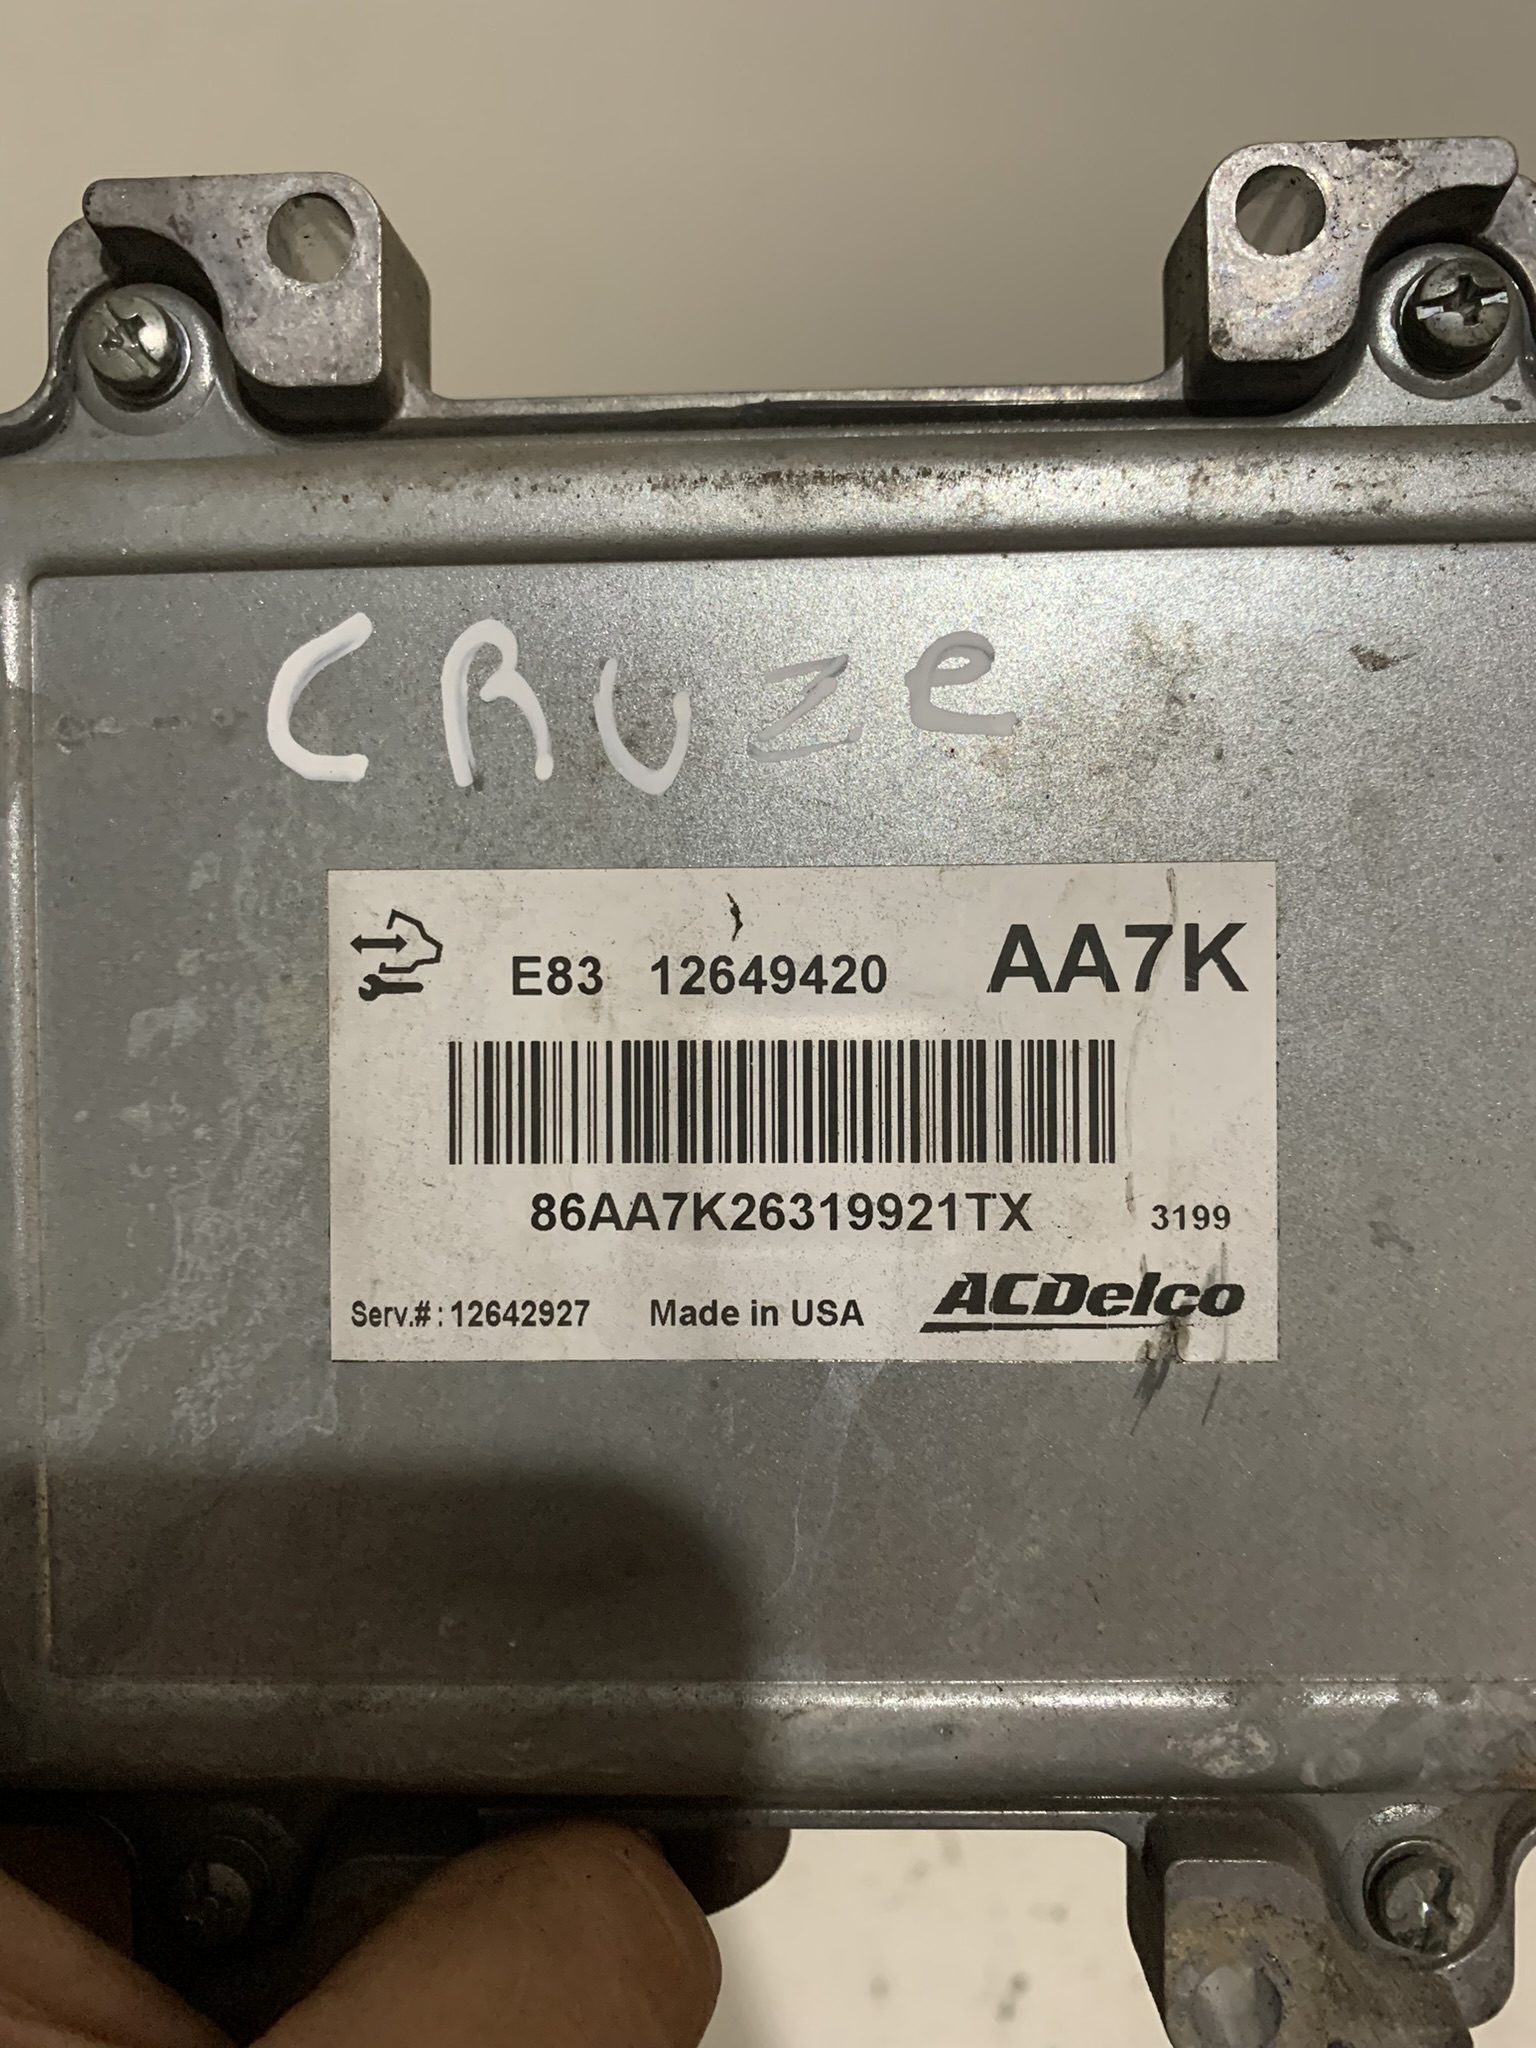 CRUZe
E83 12649420 AA7K
86AA7K26319921TX 3199
Serv.#: 12642927 Made in USA ACDelco